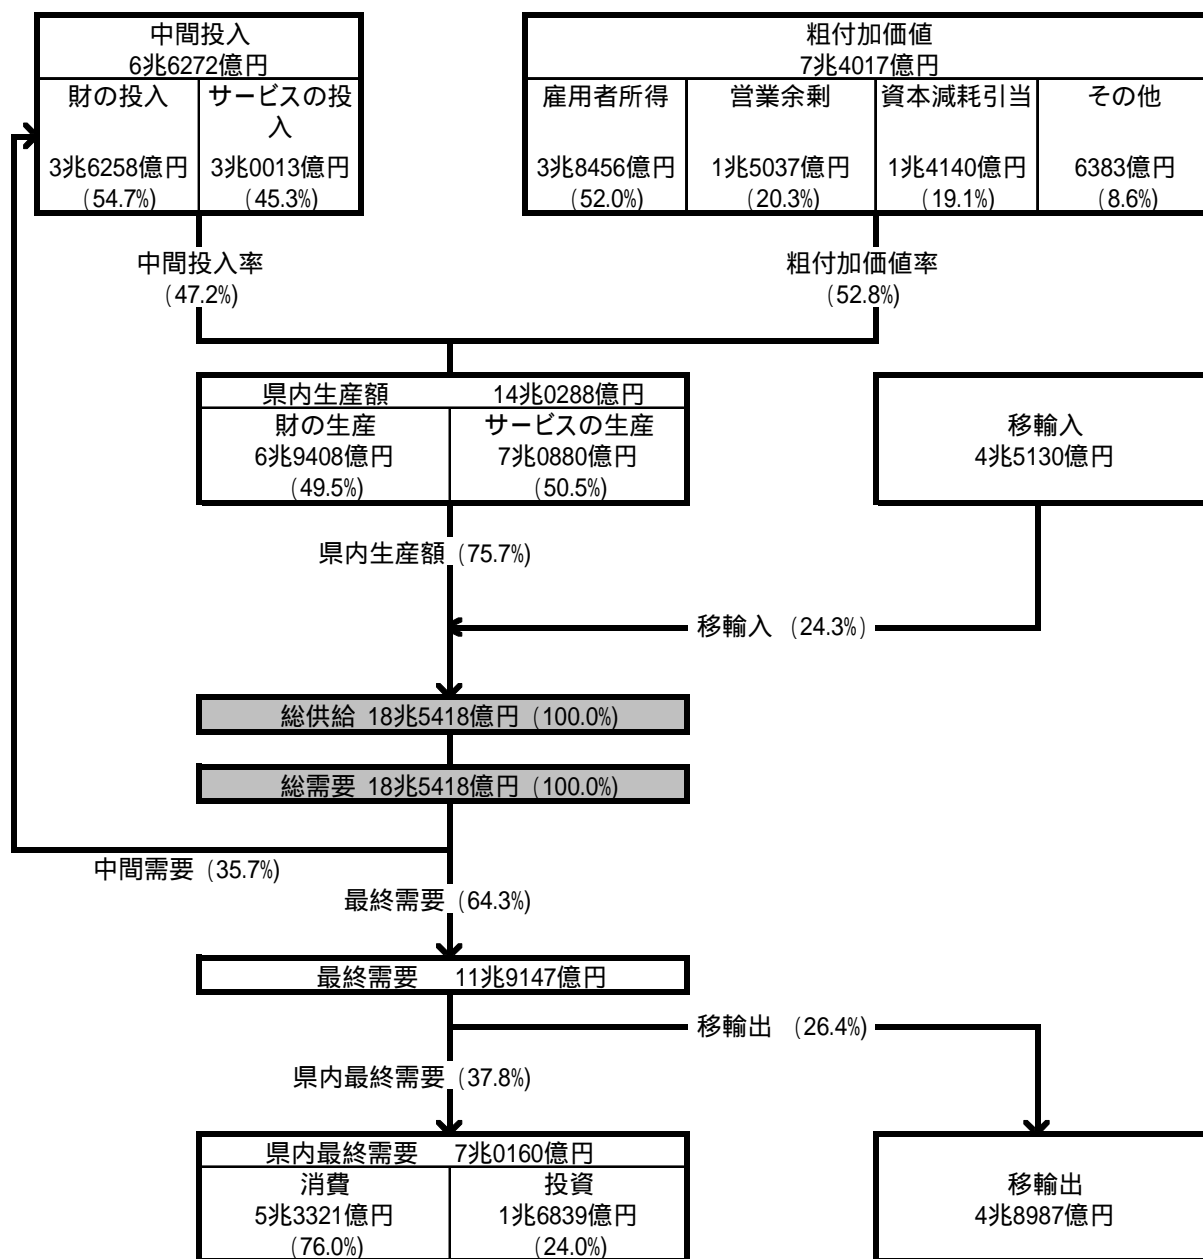 中間投入
6兆6272億円
財の投入
サービスの投
入
3兆6258億円
3兆0013億円
(54.7%)
(45.3%)
粗付加価値
7兆4017億円
雇用者所得
営業余剰
資本減耗引当
その他
3兆8456億円
1兆5037億円
1兆4140億円
6383億円
(52.0%)
(20.3%)
(19.1%)
(8.6%)
中間投入率
(47.2%)
粗付加価値率
(52.8%)
県内生産額 14兆0288億円
財の生産
サービスの生産
6兆9408億円
7兆0880億円
(49.5%)
(50.5%)
移輸入
4兆5130億円
県内生産額 (75.7%)
移輸入 (24.3%)
総供給 18兆5418億円 (100.0%)
総需要 18兆5418億円 (100.0%)
中間需要 (35.7%)
最終需要 (64.3%)
最終需要 11兆9147億円
移輸出 (26.4%)
県内最終需要 (37.8%)
県内最終需要 7兆0160億円
消費
投資
5兆3321億円
1兆6839億円
(76.0%)
(24.0%)
移輸出
4兆8987億円